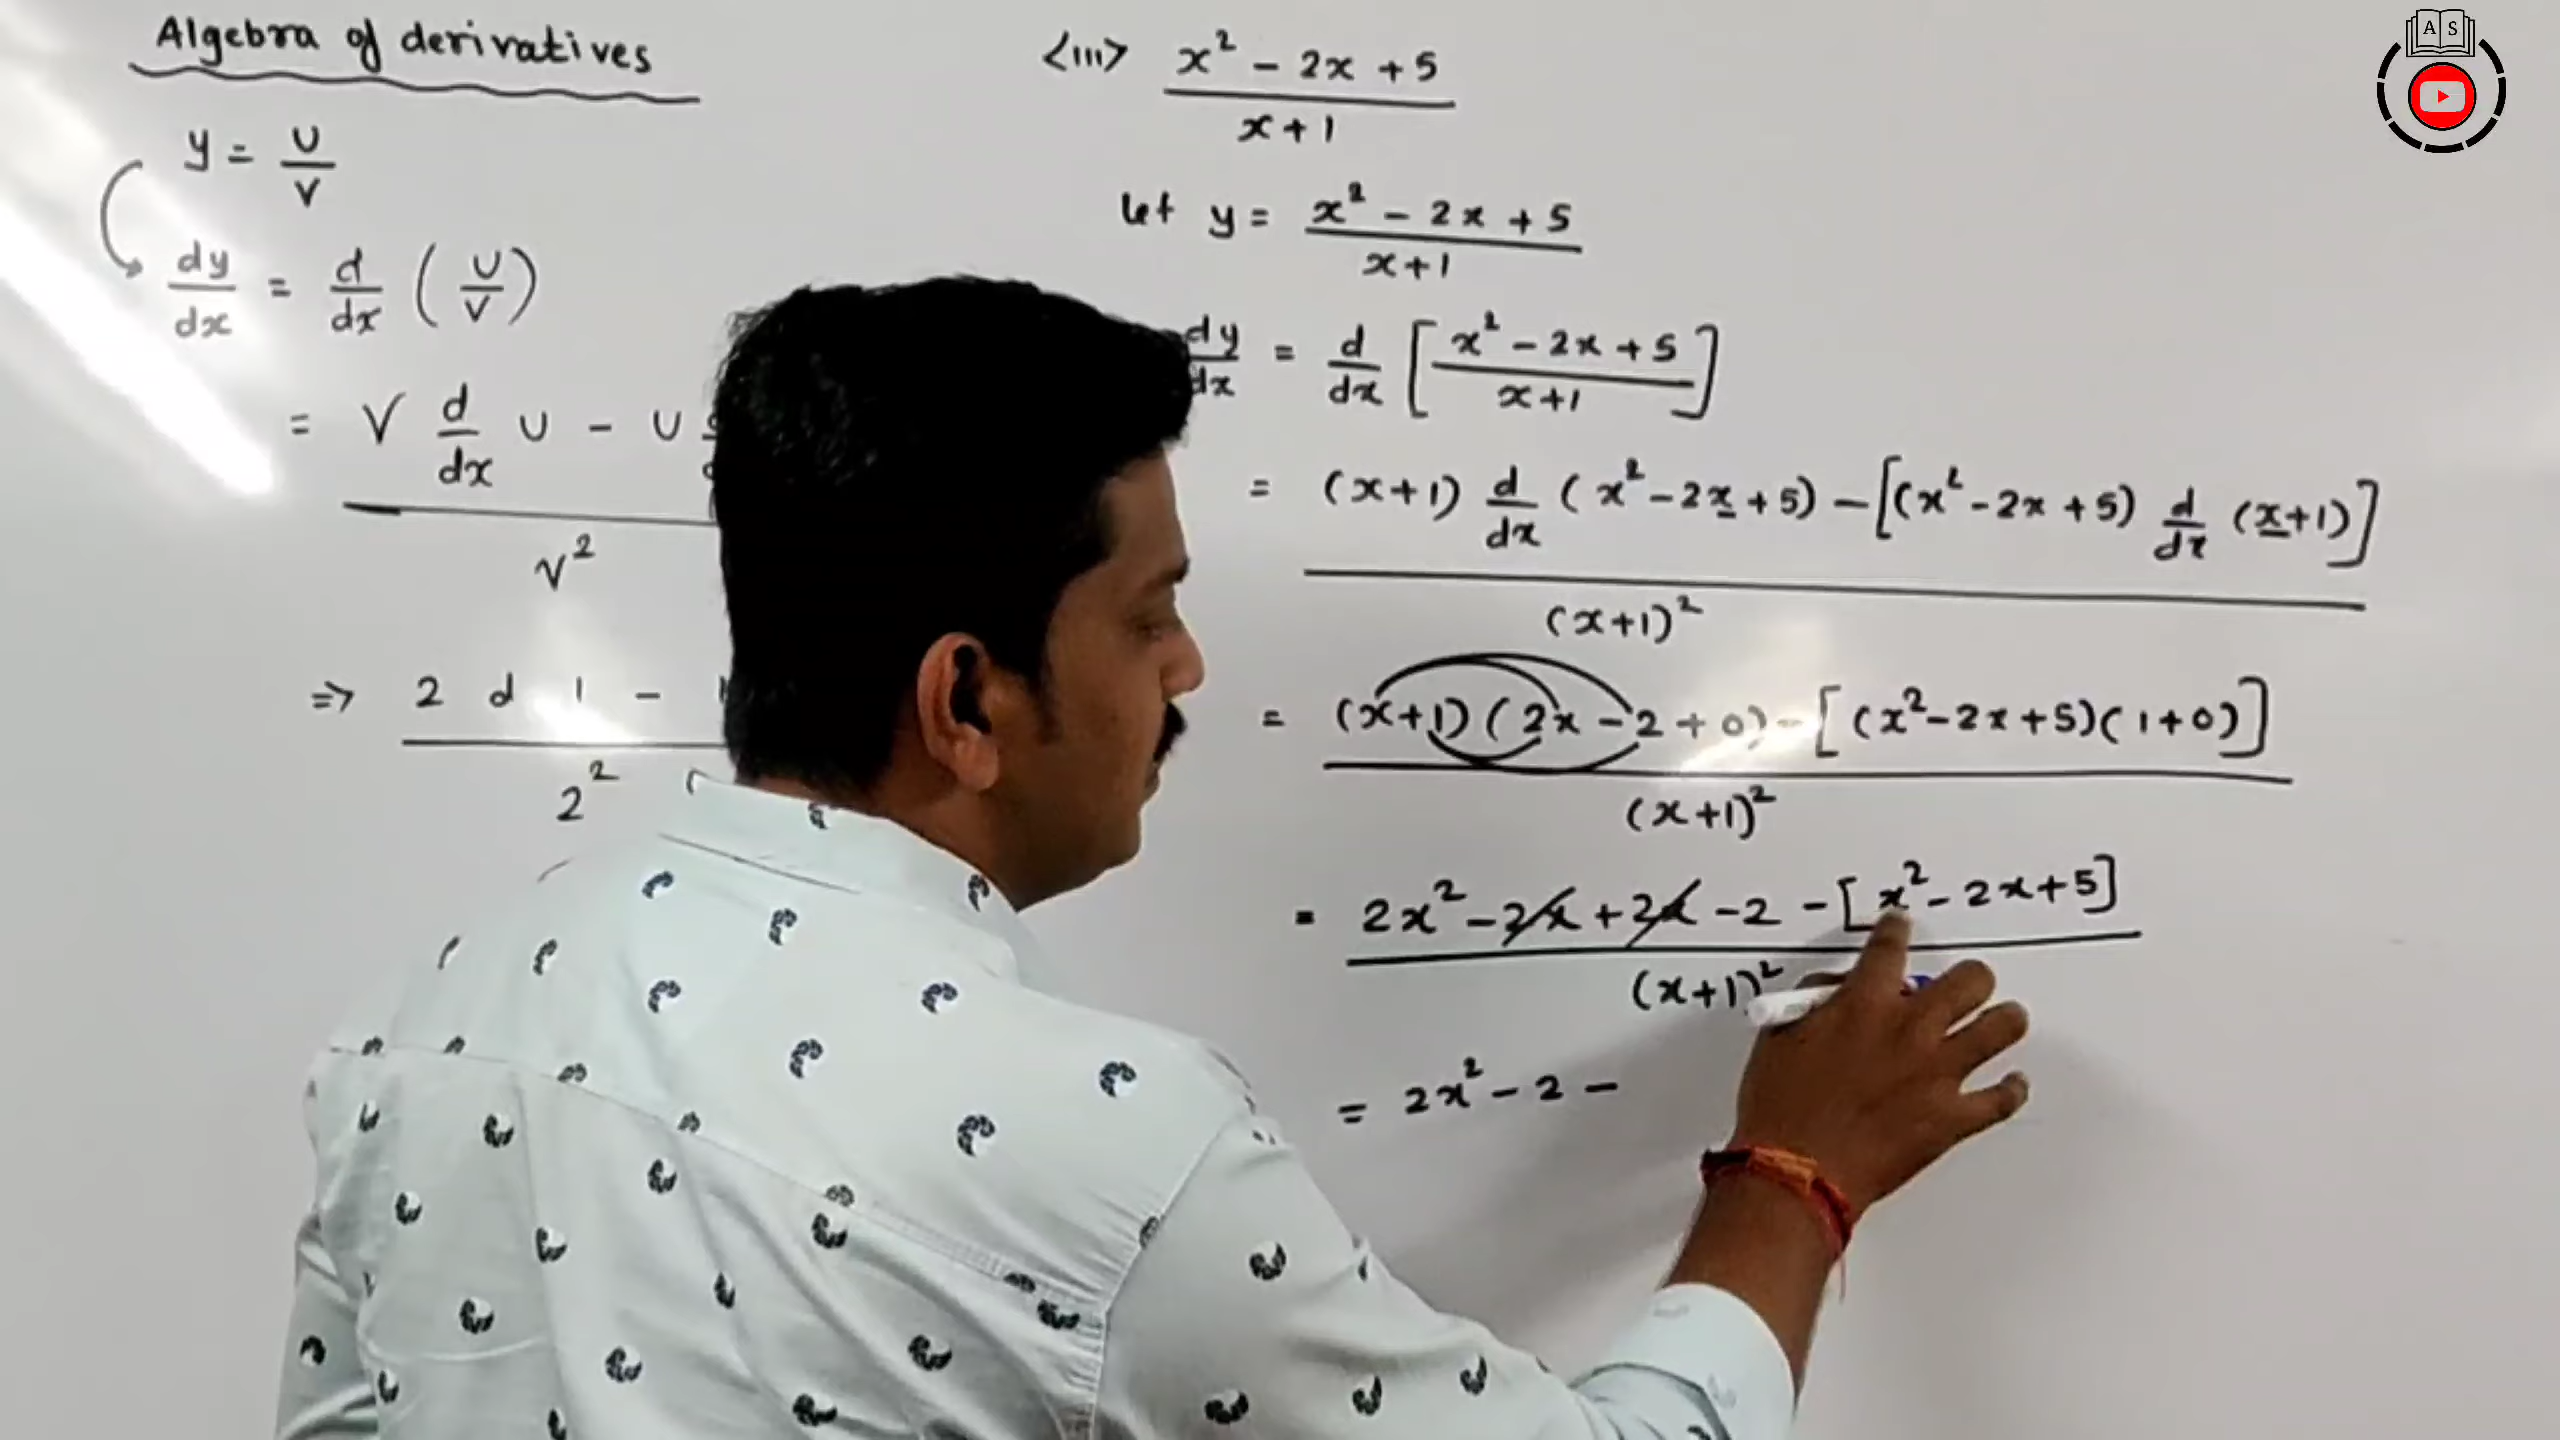 Algebra of derivatives
y = U/V
dy/dx = d/dx (U/V)
= V d/dx U - U
V²
⇒ 2 d 1 -
2²
<111> x² - 2x + 5
x + 1
let y = x² - 2x + 5
x+1
dy/dx = d/dx [x² - 2x + 5
x+1]
= (x+1) d/dx (x² - 2x + 5) - [(x² - 2x + 5) d/dx (x+1)]
(x+1)²
= (x+1) (2x - 2 + 0) - [(x² - 2x + 5)(1+0)]
(x+1)²
= 2x² - 2x + 2x - 2 - [x² - 2x + 5]
(x+1)²
= 2x² - 2 -
A S